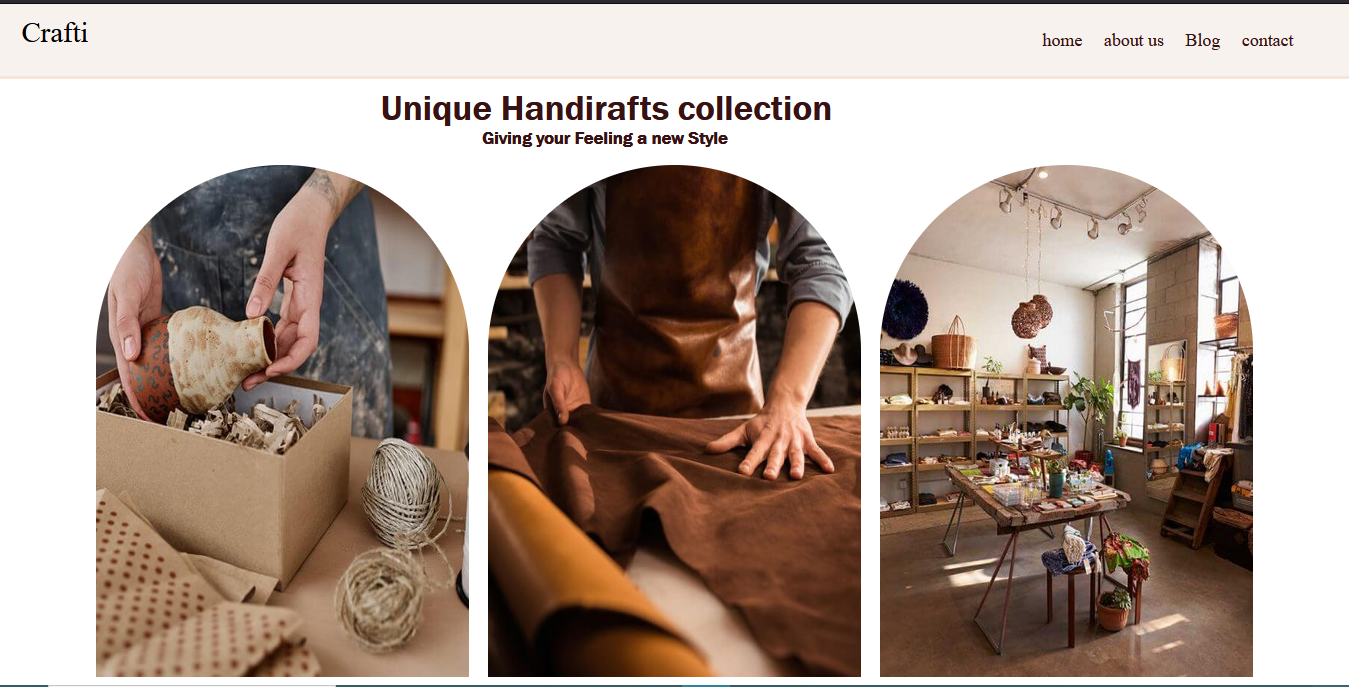 Crafti
home about us Blog contact
Unique Handirafts collection
Giving your Feeling a new Style